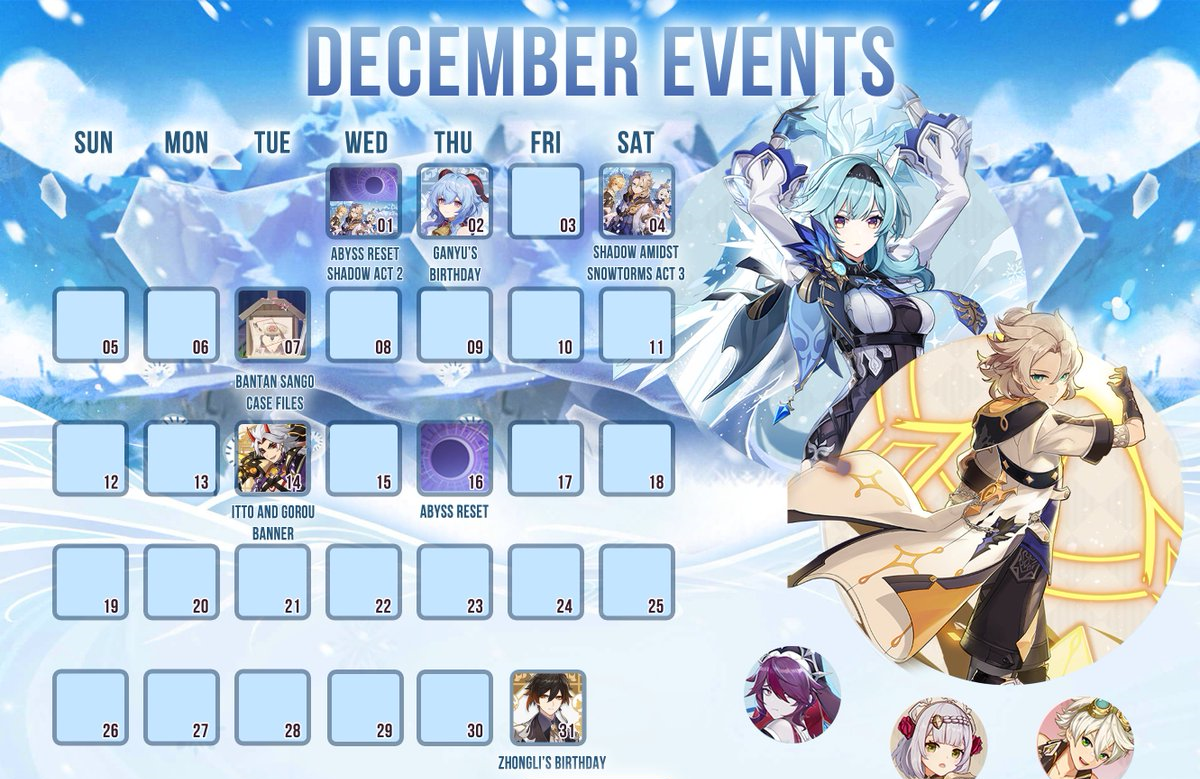 DECEMBER EVENTS
SUN MON TUE WED THU FRI SAT
01 02 03 04
ABYSS RESET
SHADOW ACT 2
GANYU'S
BIRTHDAY
SHADOW AMIDST
SNOWTORMS ACT 3
05 06 07 08 09 10 11
BANTAN SANGO
CASE FILES
12 13 14 15 16 17 18
ITTO AND GOROU
BANNER
ABYSS RESET
19 20 21 22 23 24 25
26 27 28 29 30 31
ZHONGLI'S BIRTHDAY